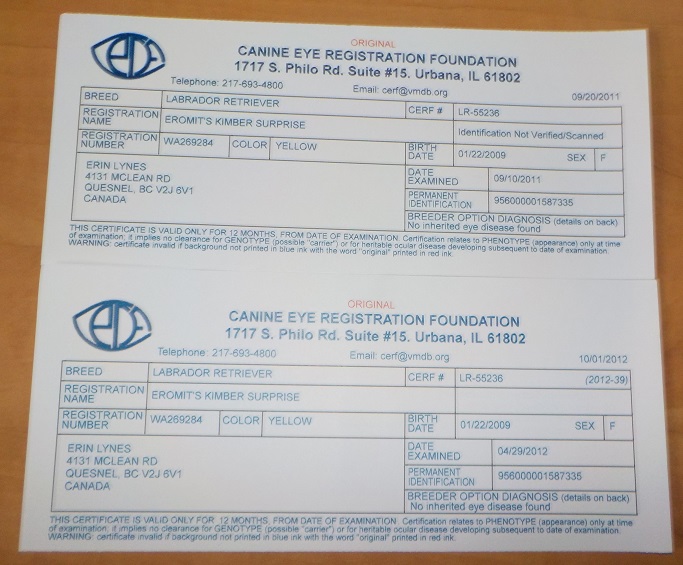 ORIGINAL
CANINE EYE REGISTRATION FOUNDATION
1717 S. Philo Rd. Suite #15. Urbana, IL 61802
Telephone: 217-693-4800 Email: cerf@vmdb.org 09/20/2011
BREED LABRADOR RETRIEVER CERF # LR-55236
REGISTRATION NAME EROMIT'S KIMBER SURPRISE Identification Not Verified/Scanned
REGISTRATION NUMBER WA269284 COLOR YELLOW BIRTH DATE 01/22/2009 SEX F
ERIN LYNES
4131 MCLEAN RD
QUESNEL, BC V2J 6V1
CANADA
DATE EXAMINED 09/10/2011
PERMANENT IDENTIFICATION 956000001587335
BREEDER OPTION DIAGNOSIS (details on back)
No inherited eye disease found
THIS CERTIFICATE IS VALID ONLY FOR 12 MONTHS, FROM DATE OF EXAMINATION. Certification relates to PHENOTYPE (appearance) only at time
of examination; it implies no clearance for GENOTYPE (possible "carrier") or for heritable ocular disease developing subsequent to date of examination.
WARNING: certificate invalid if background not printed in blue ink with the word "original" printed in red ink.
ORIGINAL
CANINE EYE REGISTRATION FOUNDATION
1717 S. Philo Rd. Suite #15. Urbana, IL 61802
Telephone: 217-693-4800 Email: cerf@vmdb.org 10/01/2012
BREED LABRADOR RETRIEVER CERF # LR-55236 (2012-39)
REGISTRATION NAME EROMIT'S KIMBER SURPRISE
REGISTRATION NUMBER WA269284 COLOR YELLOW BIRTH DATE 01/22/2009 SEX F
ERIN LYNES
4131 MCLEAN RD
QUESNEL, BC V2J 6V1
CANADA
DATE EXAMINED 04/29/2012
PERMANENT IDENTIFICATION 956000001587335
BREEDER OPTION DIAGNOSIS (details on back)
No inherited eye disease found
THIS CERTIFICATE IS VALID ONLY FOR 12 MONTHS, FROM DATE OF EXAMINATION. Certification relates to PHENOTYPE (appearance) only at time
of examination; it implies no clearance for GENOTYPE (possible "carrier") or for heritable ocular disease developing subsequent to date of examination.
WARNING: certificate invalid if background not printed in blue ink with the word "original" printed in red ink.